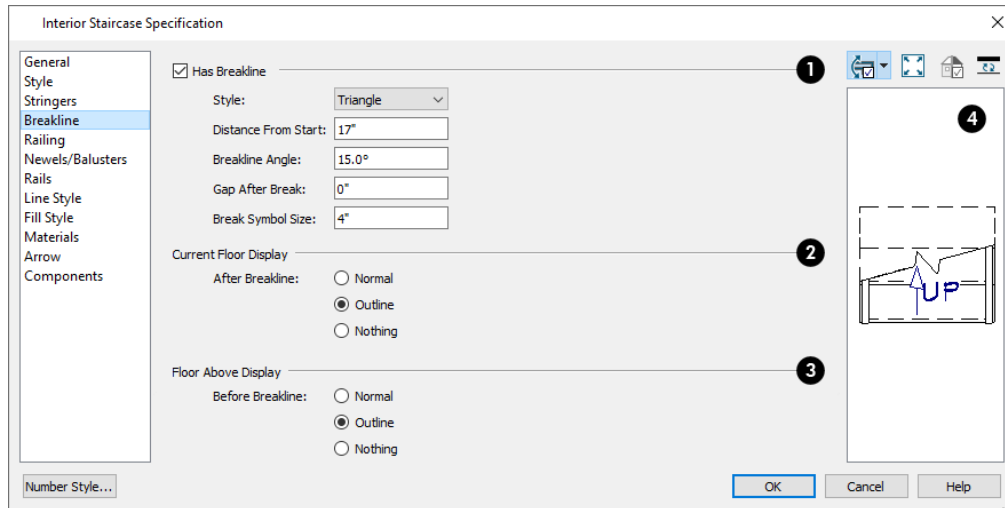 Interior Staircase Specification
General
Style
Stringers
Breakline
Railing
Newels/Balusters
Rails
Line Style
Fill Style
Materials
Arrow
Components
Has Breakline
1
Style: Triangle
Distance From Start: 17"
Breakline Angle: 15.0°
Gap After Break: 0"
Break Symbol Size: 4"
Current Floor Display
2
After Breakline: Normal
Outline
Nothing
Floor Above Display
3
Before Breakline: Normal
Outline
Nothing
4
UP
Number Style...
OK
Cancel
Help